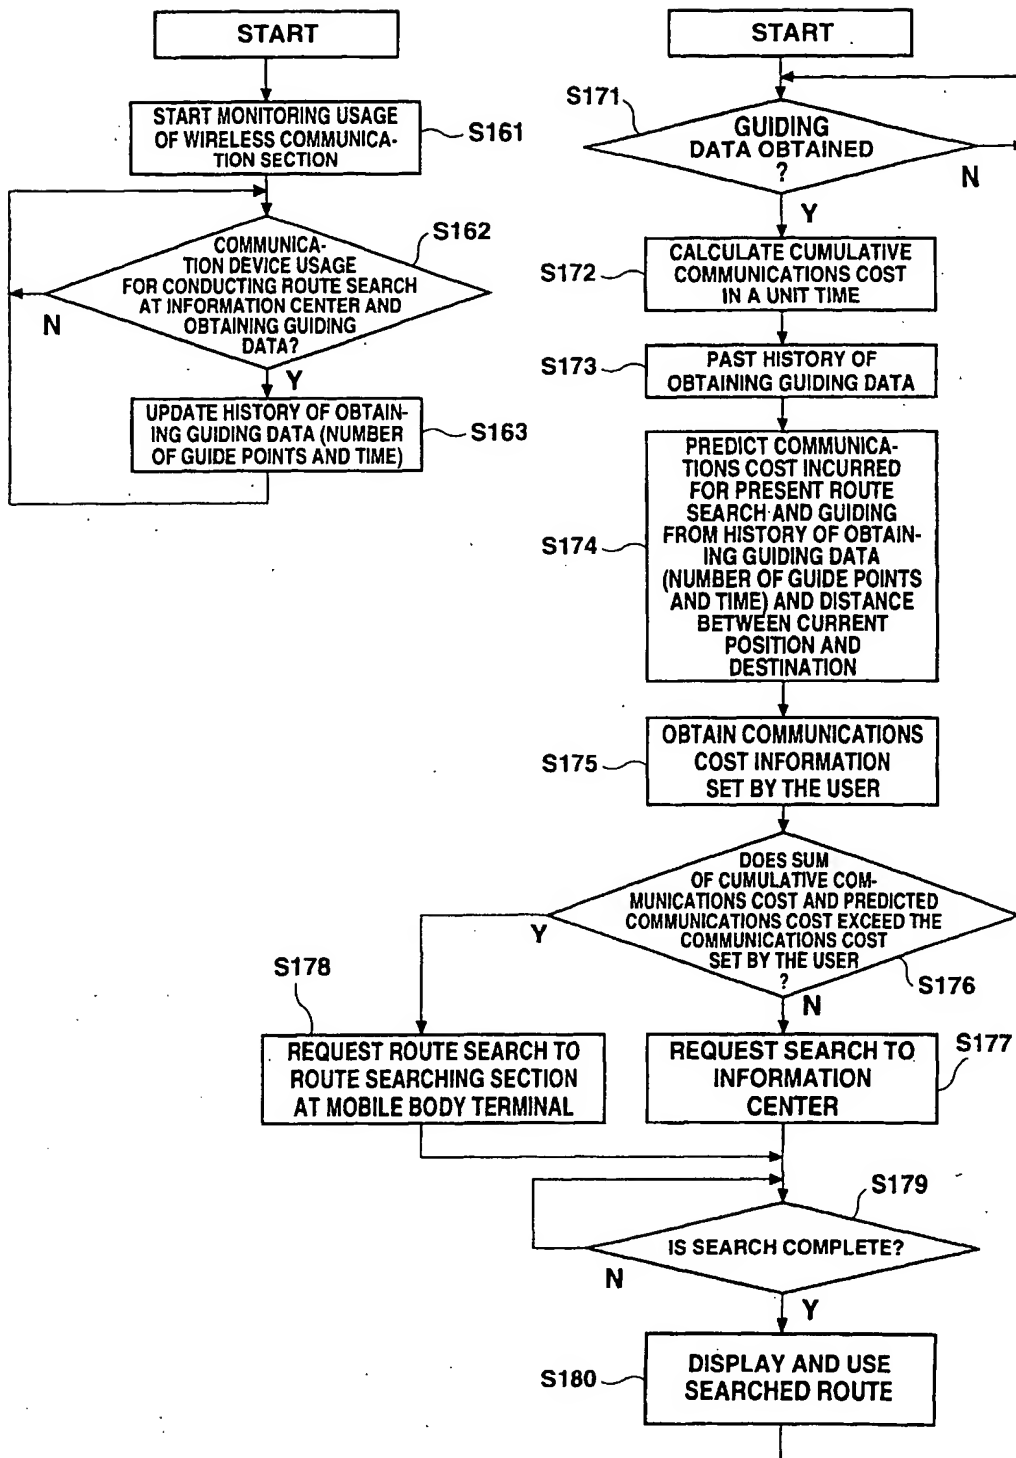 START
START MONITORING USAGE
OF WIRELESS COMMUNICA-
TION SECTION
S161
COMMUNICA-
TION DEVICE USAGE
FOR CONDUCTING ROUTE SEARCH
AT INFORMATION CENTER AND
OBTAINING GUIDING
DATA?
S162
N
Y
UPDATE HISTORY OF OBTAIN-
ING GUIDING DATA (NUMBER
OF GUIDE POINTS AND TIME)
S163
START
S171
GUIDING
DATA OBTAINED
?
N
Y
S172
CALCULATE CUMULATIVE
COMMUNICATIONS COST
IN A UNIT TIME
S173
PAST HISTORY OF
OBTAINING GUIDING DATA
S174
PREDICT COMMUNICA-
TIONS COST INCURRED
FOR PRESENT ROUTE
SEARCH AND GUIDING
FROM HISTORY OF OBTAIN-
ING GUIDING DATA
(NUMBER OF GUIDE POINTS
AND TIME) AND DISTANCE
BETWEEN CURRENT
POSITION AND
DESTINATION
S175
OBTAIN COMMUNICATIONS
COST INFORMATION
SET BY THE USER
DOES SUM
OF CUMULATIVE COM-
MUNICATIONS COST AND PREDICTED
COMMUNICATIONS COST EXCEED THE
COMMUNICATIONS COST
SET BY THE USER
?
S176
Y
N
S178
REQUEST ROUTE SEARCH TO
ROUTE SEARCHING SECTION
AT MOBILE BODY TERMINAL
REQUEST SEARCH TO
INFORMATION
CENTER
S177
S179
IS SEARCH COMPLETE?
N
Y
S180
DISPLAY AND USE
SEARCHED ROUTE